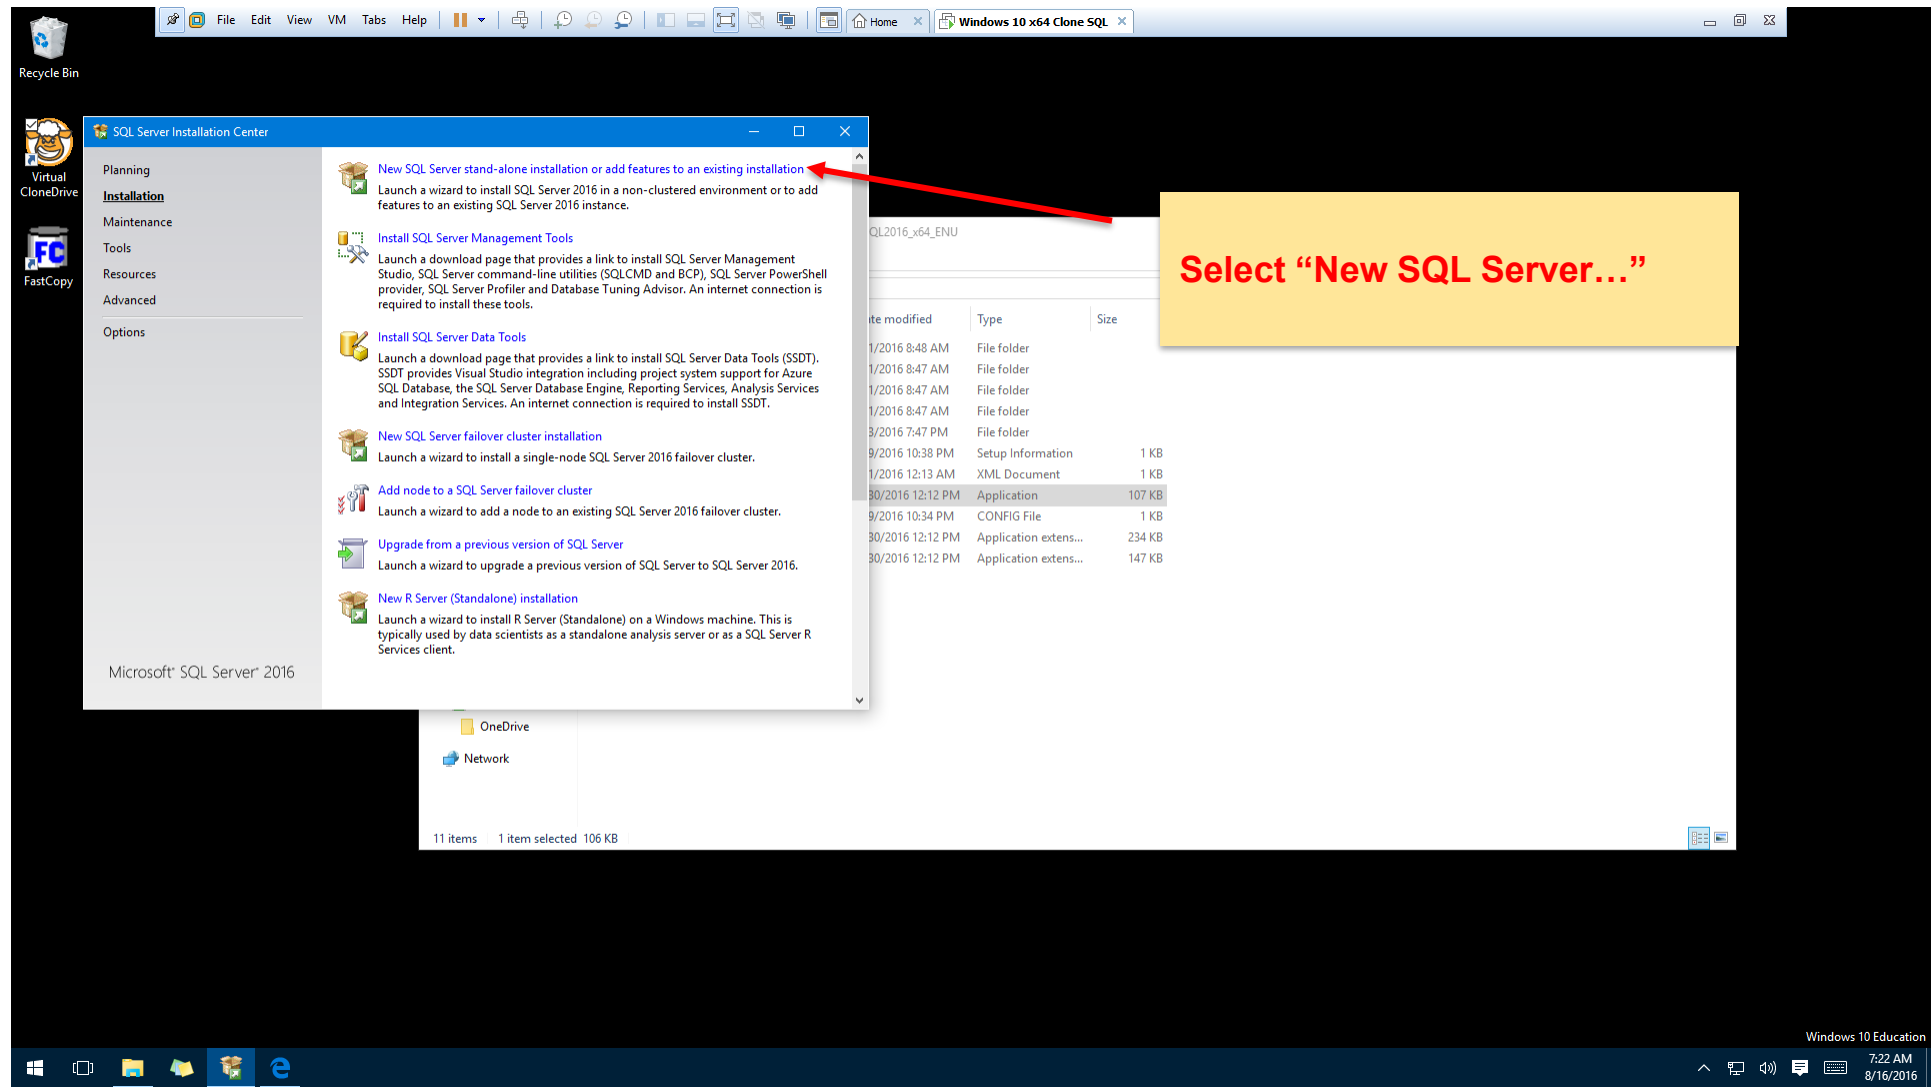 File Edit View VM Tabs Help
Home
Windows 10 x64 Clone SQL
Recycle Bin
Virtual
CloneDrive
FC
FastCopy
SQL Server Installation Center
Planning
Installation
Maintenance
Tools
Resources
Advanced
Options
Microsoft SQL Server 2016
New SQL Server stand-alone installation or add features to an existing installation
Launch a wizard to install SQL Server 2016 in a non-clustered environment or to add
features to an existing SQL Server 2016 instance.
Install SQL Server Management Tools
Launch a download page that provides a link to install SQL Server Management
Studio, SQL Server command-line utilities (SQLCMD and BCP), SQL Server PowerShell
provider, SQL Server Profiler and Database Tuning Advisor. An internet connection is
required to install these tools.
Install SQL Server Data Tools
Launch a download page that provides a link to install SQL Server Data Tools (SSDT).
SSDT provides Visual Studio integration including project system support for Azure
SQL Database, the SQL Server Database Engine, Reporting Services, Analysis Services
and Integration Services. An internet connection is required to install SSDT.
New SQL Server failover cluster installation
Launch a wizard to install a single-node SQL Server 2016 failover cluster.
Add node to a SQL Server failover cluster
Launch a wizard to add a node to an existing SQL Server 2016 failover cluster.
Upgrade from a previous version of SQL Server
Launch a wizard to upgrade a previous version of SQL Server to SQL Server 2016.
New R Server (Standalone) installation
Launch a wizard to install R Server (Standalone) on a Windows machine. This is
typically used by data scientists as a standalone analysis server or as a SQL Server R
Services client.
Select “New SQL Server…”
QL2016_x64_ENU
te modified Type Size
1/2016 8:48 AM File folder
1/2016 8:47 AM File folder
1/2016 8:47 AM File folder
1/2016 8:47 AM File folder
3/2016 7:47 PM File folder
9/2016 10:38 PM Setup Information 1 KB
1/2016 12:13 AM XML Document 1 KB
30/2016 12:12 PM Application 107 KB
9/2016 10:34 PM CONFIG File 1 KB
30/2016 12:12 PM Application extens... 234 KB
30/2016 12:12 PM Application extens... 147 KB
OneDrive
Network
11 items 1 item selected 106 KB
Windows 10 Education
7:22 AM
8/16/2016